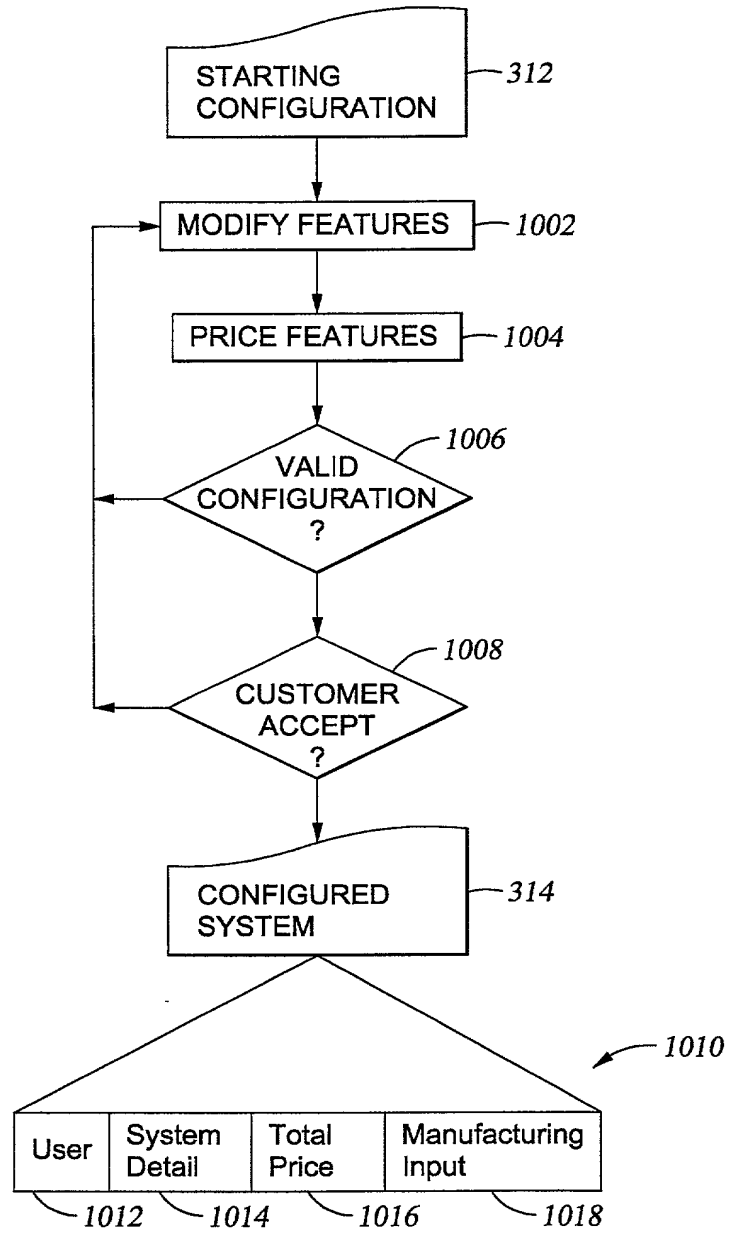 STARTING
CONFIGURATION
312
MODIFY FEATURES
1002
PRICE FEATURES
1004
1006
VALID
CONFIGURATION
?
1008
CUSTOMER
ACCEPT
?
CONFIGURED
SYSTEM
314
1010
User
System
Detail
Total
Price
Manufacturing
Input
1012
1014
1016
1018